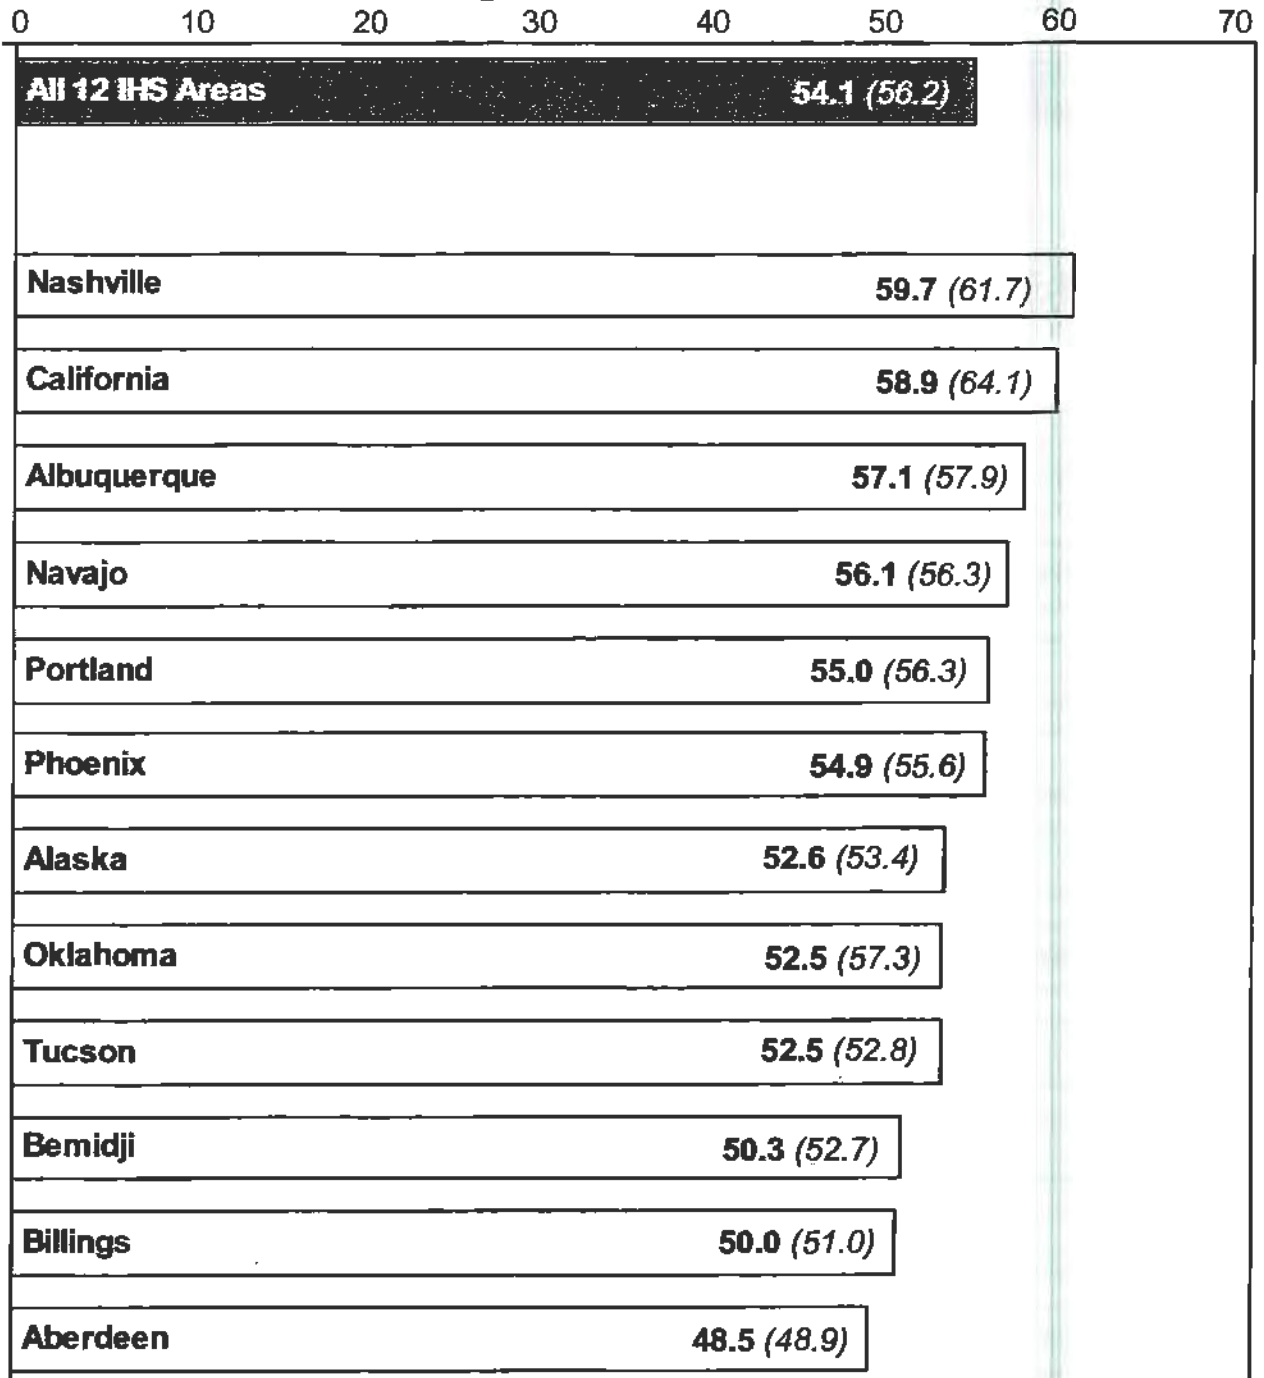 0 10 20 30 40 50 60 70
All 12 IHS Areas 54.1 (56.2)
Nashville 59.7 (61.7)
California 58.9 (64.1)
Albuquerque 57.1 (57.9)
Navajo 56.1 (56.3)
Portland 55.0 (56.3)
Phoenix 54.9 (55.6)
Alaska 52.6 (53.4)
Oklahoma 52.5 (57.3)
Tucson 52.5 (52.8)
Bemidji 50.3 (52.7)
Billings 50.0 (51.0)
Aberdeen 48.5 (48.9)